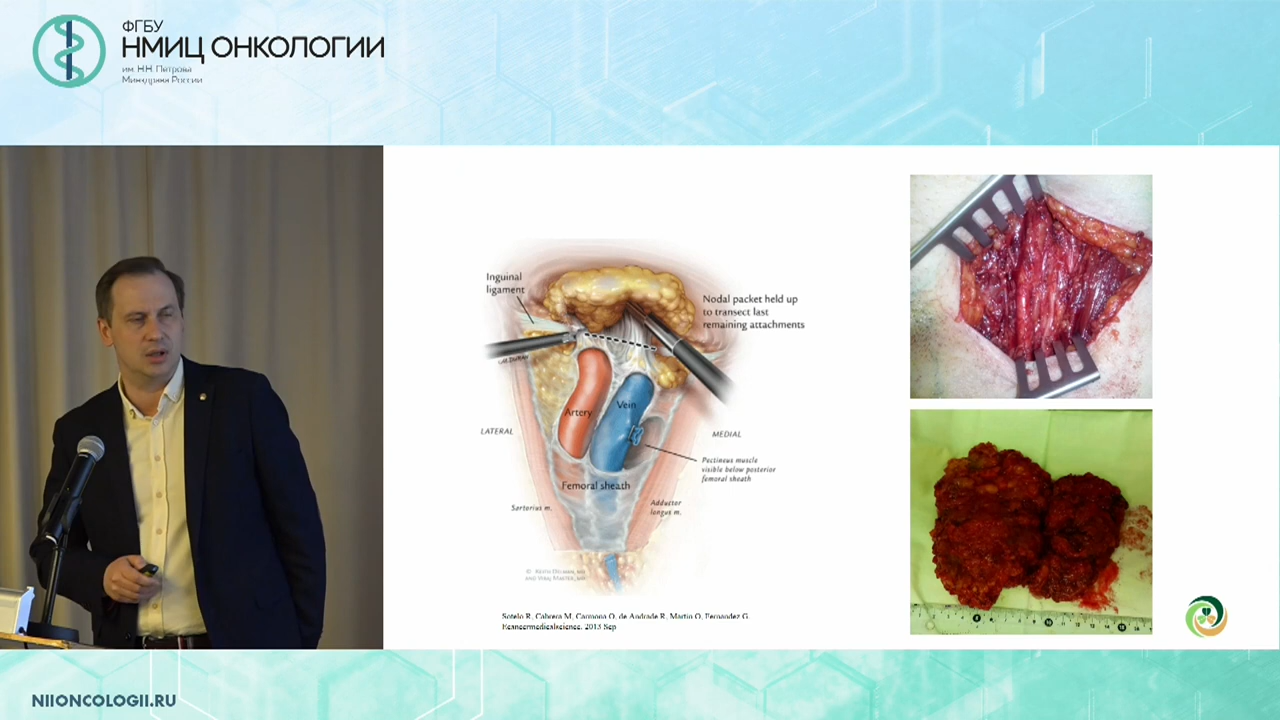 ФГБУ
НМИЦ ОНКОЛОГИИ
им. Н.Н. Петрова
Минздрава России
Inguinal
ligament
Nodal packet held up
to transect last
remaining attachments
Artery
Vein
LATERAL
MEDIAL
Pectineus muscle
visible below posterior
femoral sheath
Femoral sheath
Sartorius m.
Adductor
longus m.
Sotelo R, Cabrera M, Carmona O, de Andrade R, Martin O, Fernandez G.
Ecancermedicalscience. 2013 Sep
NIIONCOLOGII.RU